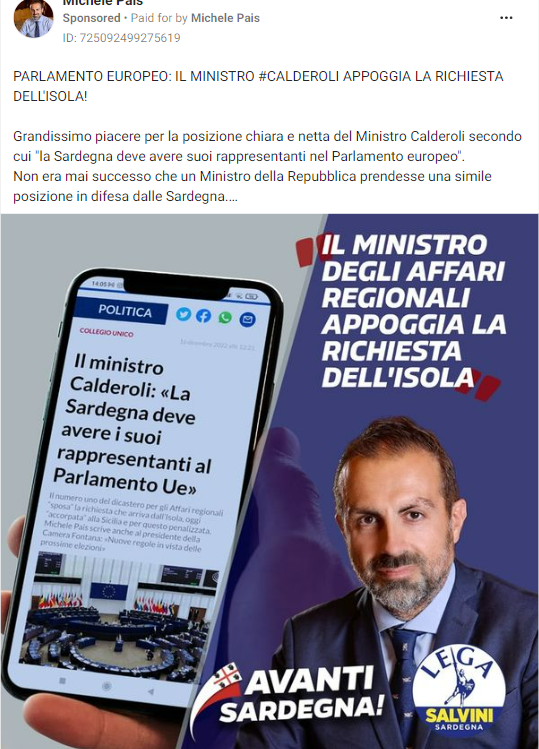 Michele Pais
Sponsored • Paid for by Michele Pais
ID: 725092499275619
PARLAMENTO EUROPEO: IL MINISTRO #CALDEROLI APPOGGIA LA RICHIESTA
DELL'ISOLA!
Grandissimo piacere per la posizione chiara e netta del Ministro Calderoli secondo
cui "la Sardegna deve avere suoi rappresentanti nel Parlamento europeo".
Non era mai successo che un Ministro della Repubblica prendesse una simile
posizione in difesa dalle Sardegna....
14:05
POLITICA
COLLEGIO UNICO
Il ministro
Calderoli: «La
Sardegna deve
avere i suoi
rappresentanti al
Parlamento Ue»
Il numero uno del dicastero per gli Affari regionali
"sposa" la richiesta che arriva dall'Isola, oggi
"accorpata" alla Sicilia e per questo penalizzata.
Michele Pais scrive anche al presidente della
Camera Fontana: «Nuove regole in vista delle
prossime elezioni»
"IL MINISTRO
DEGLI AFFARI
REGIONALI
APPOGGIA LA
RICHIESTA
DELL'ISOLA"
AVANTI
SARDEGNA!
LEGA
SALVINI
SARDEGNA